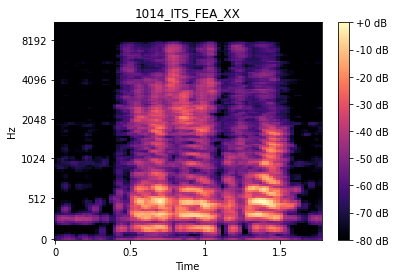 1014_ITS_FEA_XX
+0 dB
8192
-10 dB
4096
-20 dB
-30 dB
2048
Hz
-40 dB
1024
-50 dB
512
-60 dB
-70 dB
0
-80 dB
0
0.5
1
1.5
Time